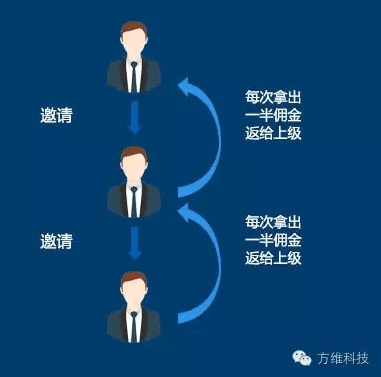 邀请
每次拿出
一半佣金
返给上级
邀请
每次拿出
一半佣金
返给上级
方维科技